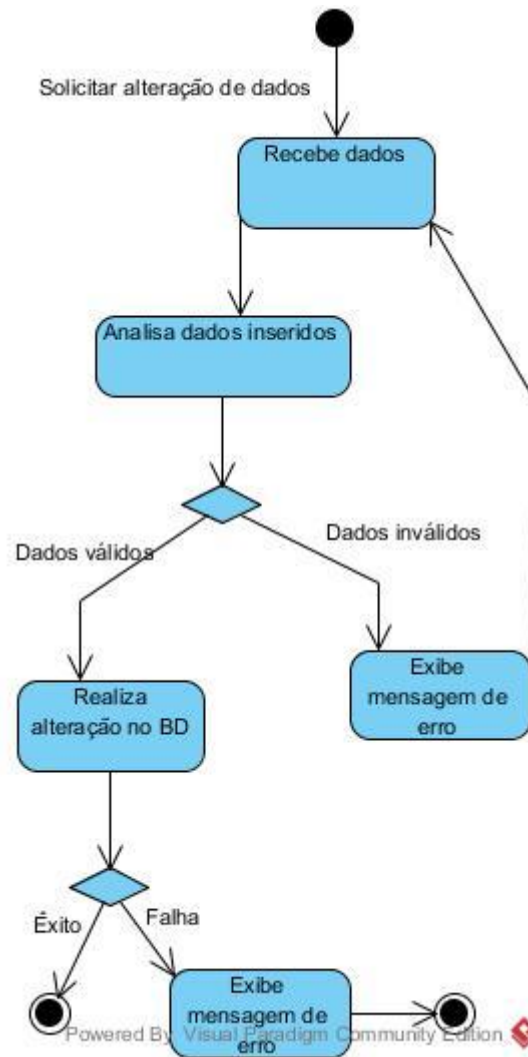 Solicitar alteração de dados
Recebe dados
Analisa dados inseridos
Dados inválidos
Dados válidos
Exibe
mensagem de
erro
Realiza
alteração no BD
Êxito
Falha
Exibe
mensagem de
erro
Powered By Visual Paradigm Community Edition